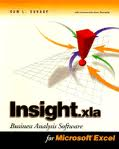 SAM L. SAVAGE
Insight.xla
Business Analysis Software
for Microsoft Excel